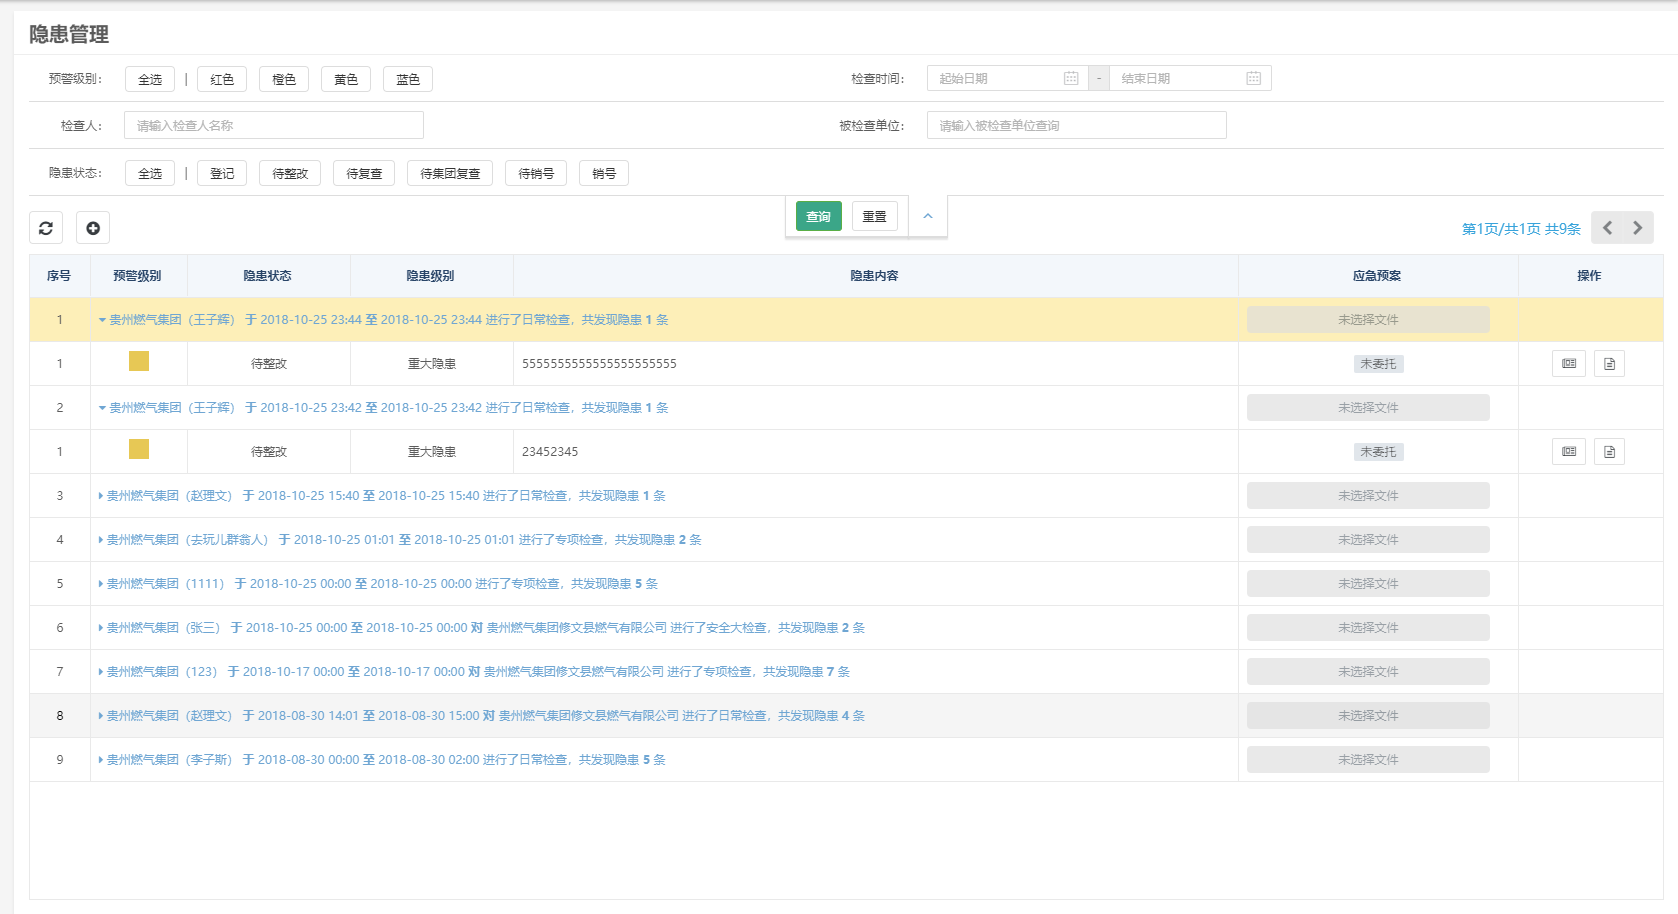 隐患管理
预警级别： 全选 | 红色 橙色 黄色 蓝色 检查时间： 起始日期 - 结束日期
检查人： 请输入检查人名称 被检查单位： 请输入被检查单位查询
隐患状态： 全选 | 登记 待整改 待复查 待集团复查 待销号 销号
查询 重置
第1页/共1页 共9条
序号 预警级别 隐患状态 隐患级别 隐患内容 应急预案 操作
1 贵州燃气集团（王子辉） 于 2018-10-25 23:44 至 2018-10-25 23:44 进行了日常检查，共发现隐患 1 条 未选择文件
1 待整改 重大隐患 5555555555555555555555 未委托
2 贵州燃气集团（王子辉） 于 2018-10-25 23:42 至 2018-10-25 23:42 进行了日常检查，共发现隐患 1 条 未选择文件
1 待整改 重大隐患 23452345 未委托
3 贵州燃气集团（赵理文） 于 2018-10-25 15:40 至 2018-10-25 15:40 进行了日常检查，共发现隐患 1 条 未选择文件
4 贵州燃气集团（去玩儿群翁人） 于 2018-10-25 01:01 至 2018-10-25 01:01 进行了专项检查，共发现隐患 2 条 未选择文件
5 贵州燃气集团（1111） 于 2018-10-25 00:00 至 2018-10-25 00:00 进行了专项检查，共发现隐患 5 条 未选择文件
6 贵州燃气集团（张三） 于 2018-10-25 00:00 至 2018-10-25 00:00 对 贵州燃气集团修文县燃气有限公司 进行了安全大检查，共发现隐患 2 条 未选择文件
7 贵州燃气集团（123） 于 2018-10-17 00:00 至 2018-10-17 00:00 对 贵州燃气集团修文县燃气有限公司 进行了专项检查，共发现隐患 7 条 未选择文件
8 贵州燃气集团（赵理文） 于 2018-08-30 14:01 至 2018-08-30 15:00 对 贵州燃气集团修文县燃气有限公司 进行了日常检查，共发现隐患 4 条 未选择文件
9 贵州燃气集团（李子斯） 于 2018-08-30 00:00 至 2018-08-30 02:00 进行了日常检查，共发现隐患 5 条 未选择文件